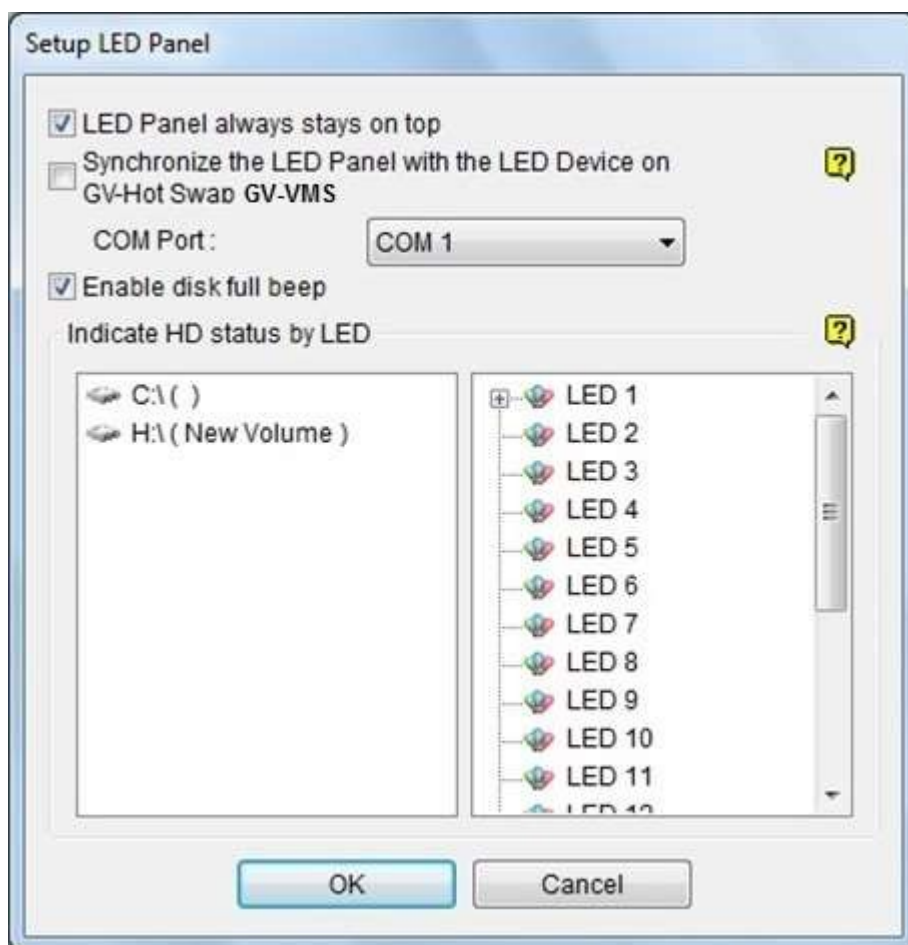 Setup LED Panel
LED Panel always stays on top
Synchronize the LED Panel with the LED Device on
GV-Hot Swap GV-VMS
COM Port :
COM 1
Enable disk full beep
Indicate HD status by LED
C:\ ( )
H:\ ( New Volume )
LED 1
LED 2
LED 3
LED 4
LED 5
LED 6
LED 7
LED 8
LED 9
LED 10
LED 11
LED 12
OK
Cancel